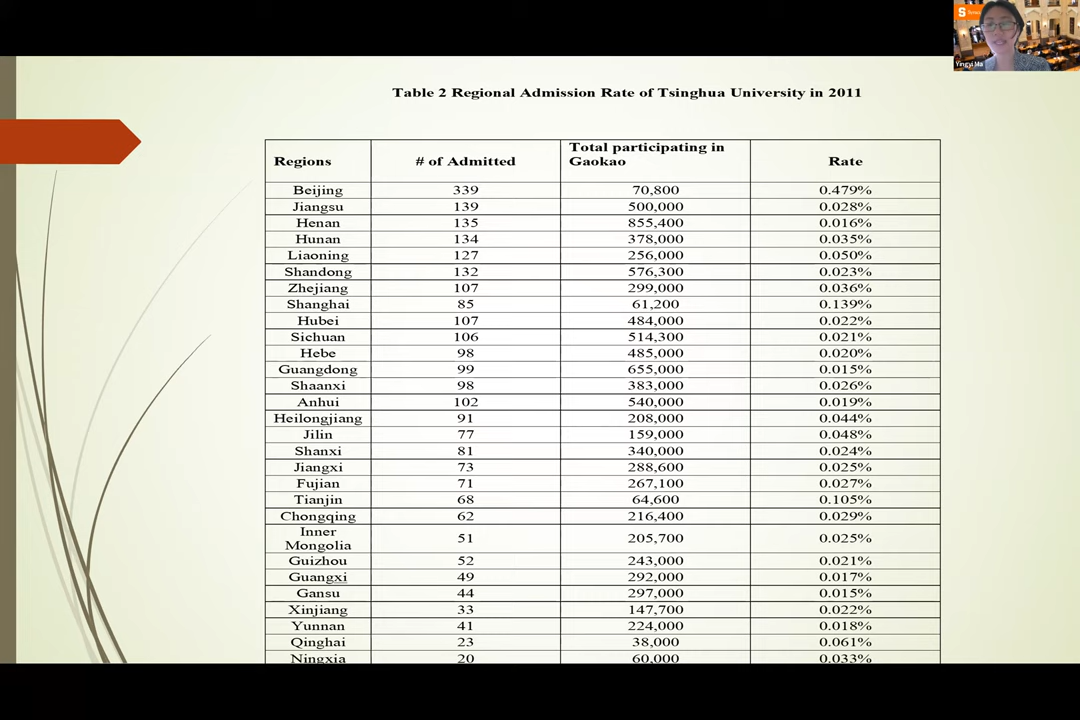 S
Yingyi Ma
Table 2 Regional Admission Rate of Tsinghua University in 2011
Regions # of Admitted Total participating in Gaokao Rate
Beijing 339 70,800 0.479%
Jiangsu 139 500,000 0.028%
Henan 135 855,400 0.016%
Hunan 134 378,000 0.035%
Liaoning 127 256,000 0.050%
Shandong 132 576,300 0.023%
Zhejiang 107 299,000 0.036%
Shanghai 85 61,200 0.139%
Hubei 107 484,000 0.022%
Sichuan 106 514,300 0.021%
Hebe 98 485,000 0.020%
Guangdong 99 655,000 0.015%
Shaanxi 98 383,000 0.026%
Anhui 102 540,000 0.019%
Heilongjiang 91 208,000 0.044%
Jilin 77 159,000 0.048%
Shanxi 81 340,000 0.024%
Jiangxi 73 288,600 0.025%
Fujian 71 267,100 0.027%
Tianjin 68 64,600 0.105%
Chongqing 62 216,400 0.029%
Inner Mongolia 51 205,700 0.025%
Guizhou 52 243,000 0.021%
Guangxi 49 292,000 0.017%
Gansu 44 297,000 0.015%
Xinjiang 33 147,700 0.022%
Yunnan 41 224,000 0.018%
Qinghai 23 38,000 0.061%
Ningxia 20 60,000 0.033%